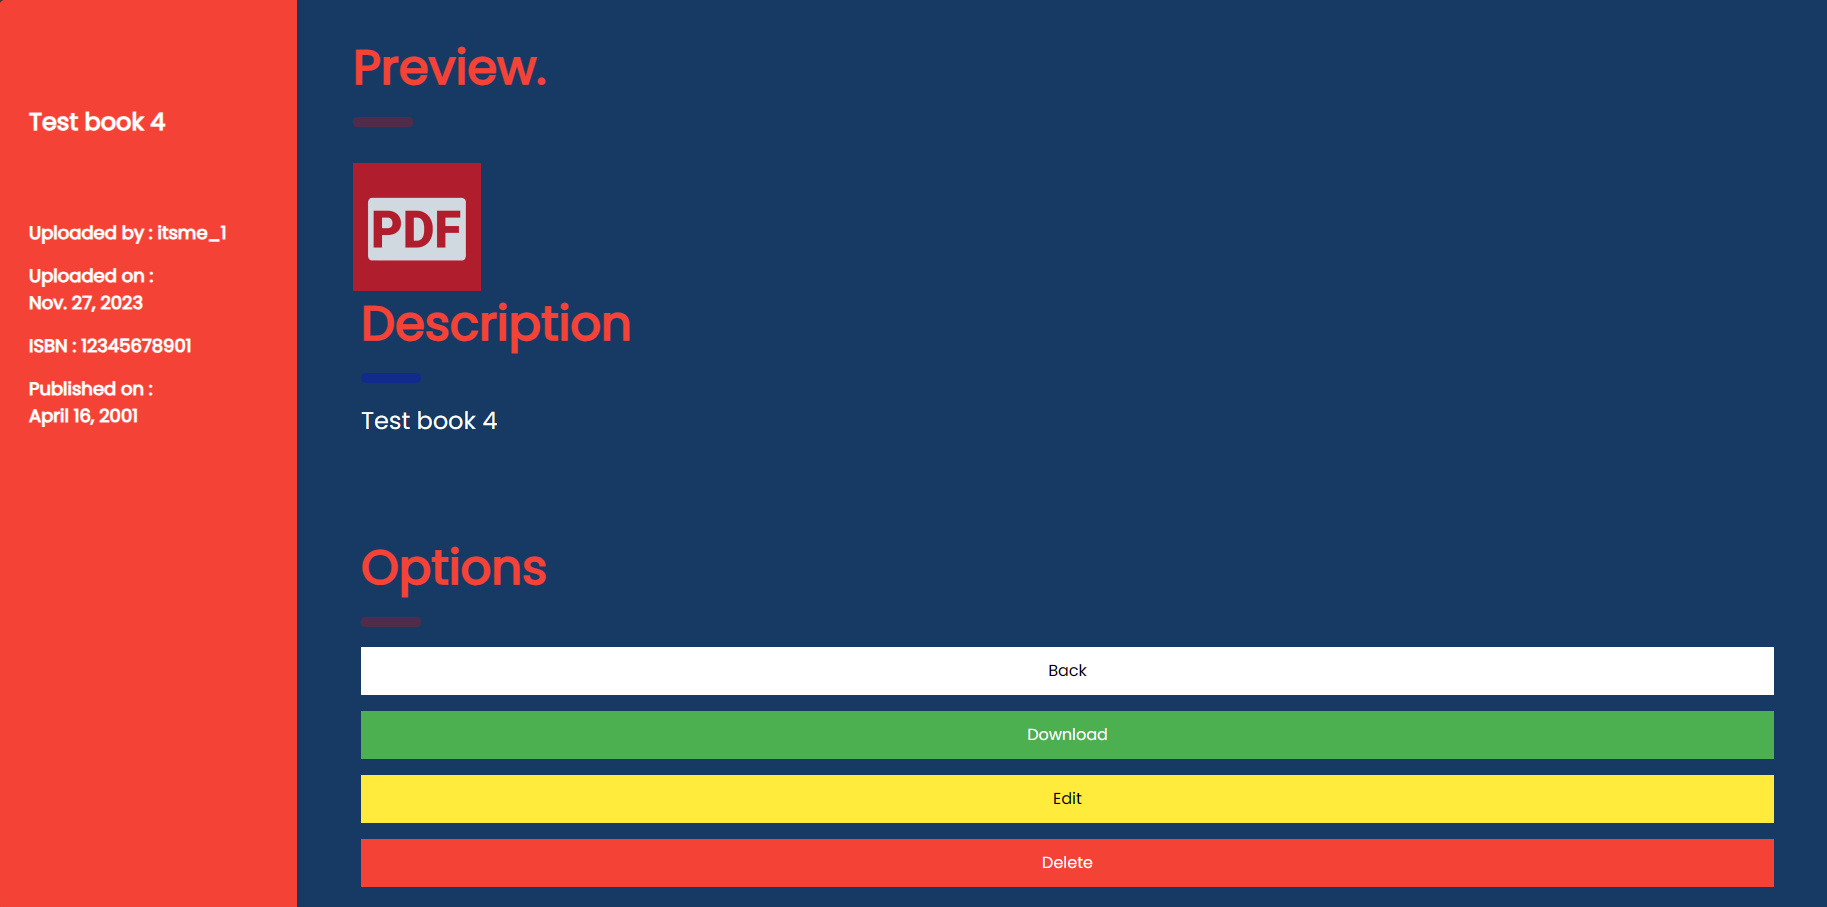 Test book 4
Uploaded by : itsme_1
Uploaded on :
Nov. 27, 2023
ISBN : 12345678901
Published on :
April 16, 2001
Preview.
PDF
Description
Test book 4
Options
Back
Download
Edit
Delete